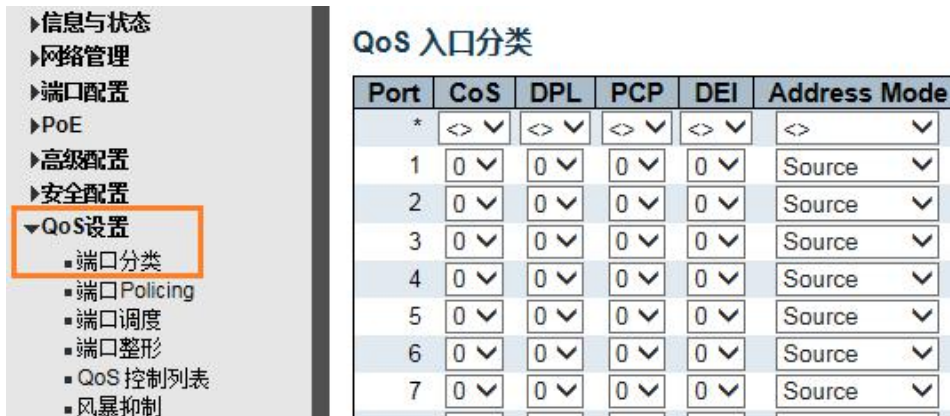 信息与状态
网络管理
端口配置
PoE
高级配置
安全配置
QoS设置
端口分类
端口Policing
端口调度
端口整形
QoS 控制列表
风暴抑制
QoS 入口分类
Port CoS DPL PCP DEI Address Mode
* <> <> <> <> <>
1 0 0 0 0 Source
2 0 0 0 0 Source
3 0 0 0 0 Source
4 0 0 0 0 Source
5 0 0 0 0 Source
6 0 0 0 0 Source
7 0 0 0 0 Source